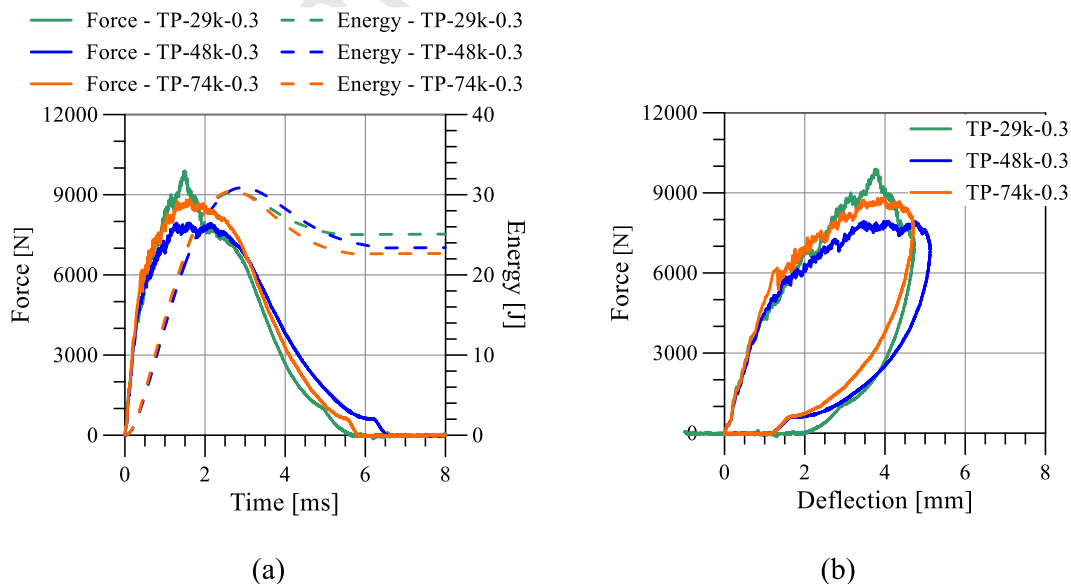 Force - TP-29k-0.3 Energy - TP-29k-0.3
Force - TP-48k-0.3 Energy - TP-48k-0.3
Force - TP-74k-0.3 Energy - TP-74k-0.3
12000 40
9000 30
6000 20
3000 10
0 0
0 2 4 6 8
Force [N]
Energy [J]
Time [ms]
(a)
TP-29k-0.3
TP-48k-0.3
TP-74k-0.3
12000
9000
6000
3000
0
0 2 4 6 8
Force [N]
Deflection [mm]
(b)